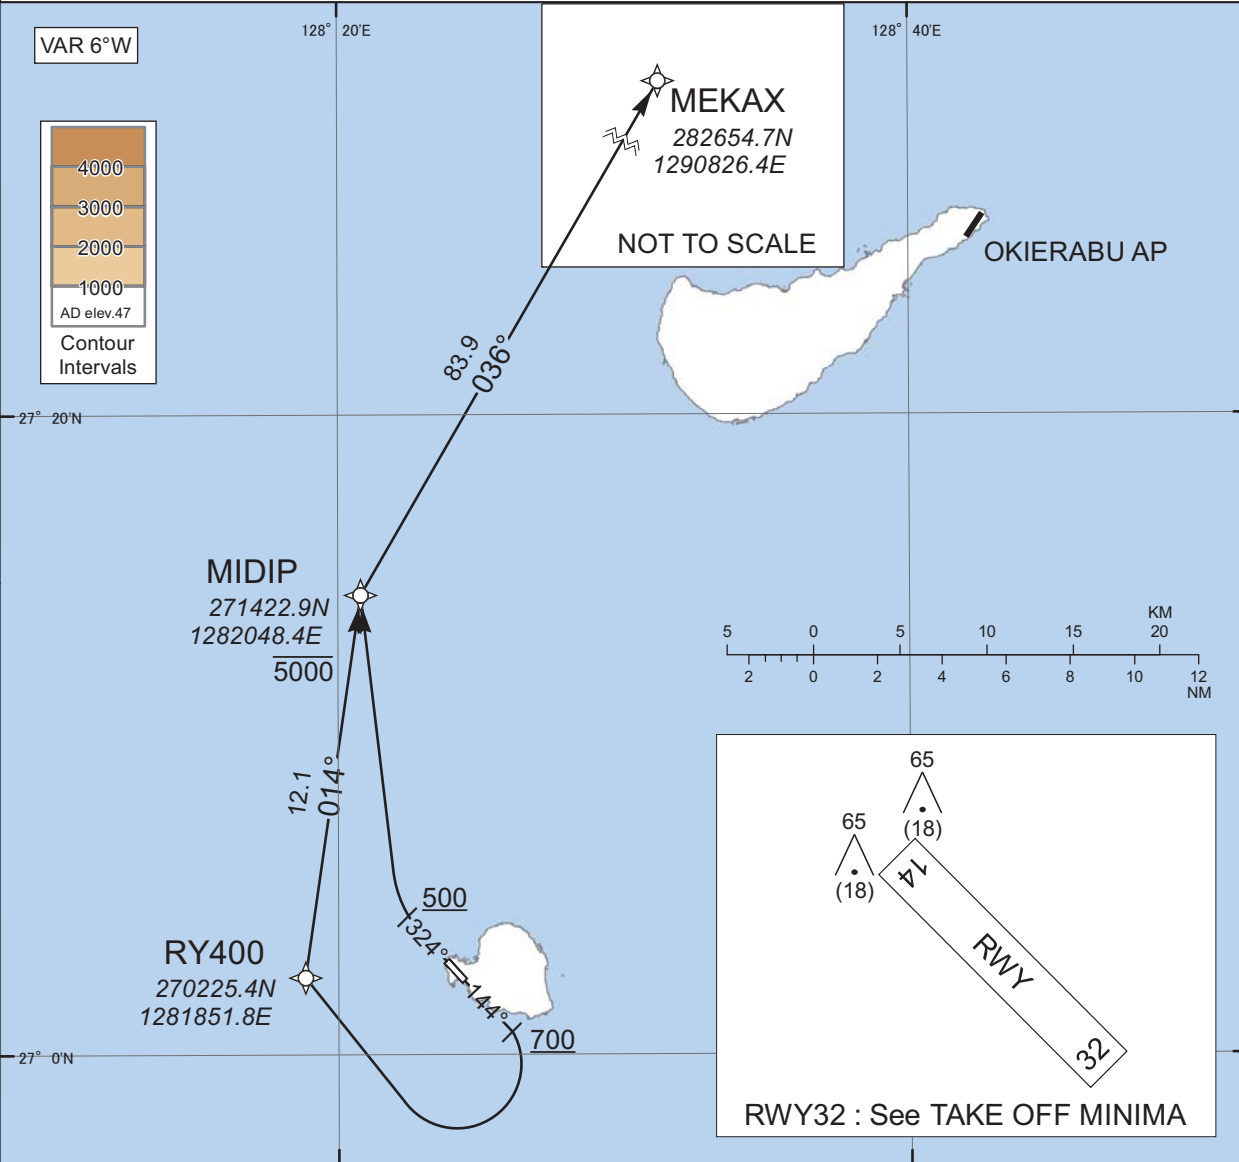 128° 20'E
128° 40'E
VAR 6°W
4000
3000
2000
1000
AD elev.47
Contour
Intervals
MEKAX
282654.7N
1290826.4E
NOT TO SCALE
OKIERABU AP
83.9
036°
27° 20'N
MIDIP
271422.9N
1282048.4E
5000
KM
5 0 5 10 15 20
2 0 2 4 6 8 10 12
NM
12.1
014°
500
324°
RY400
270225.4N
1281851.8E
144°
700
27° 0'N
65
(18)
65
(18)
14
RWY
32
RWY32 : See TAKE OFF MINIMA